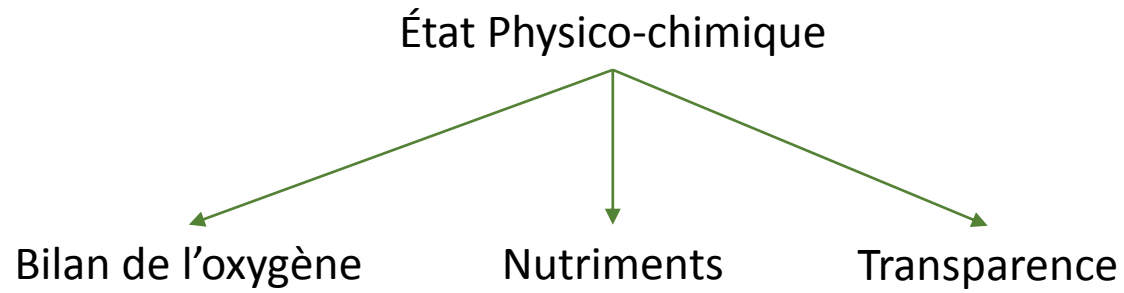 État Physico-chimique
Bilan de l’oxygène
Nutriments
Transparence